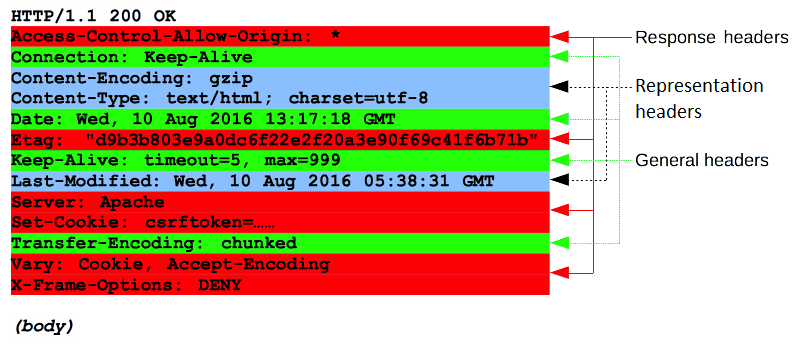 HTTP/1.1 200 OK
Access-Control-Allow-Origin: *
Connection: Keep-Alive
Content-Encoding: gzip
Content-Type: text/html; charset=utf-8
Date: Wed, 10 Aug 2016 13:17:18 GMT
Etag: "d9b3b803e9a0dc6f22e2f20a3e90f69c41f6b71b"
Keep-Alive: timeout=5, max=999
Last-Modified: Wed, 10 Aug 2016 05:38:31 GMT
Server: Apache
Set-Cookie: csrftoken=……
Transfer-Encoding: chunked
Vary: Cookie, Accept-Encoding
X-Frame-Options: DENY
(body)
Response headers
Representation
headers
General headers